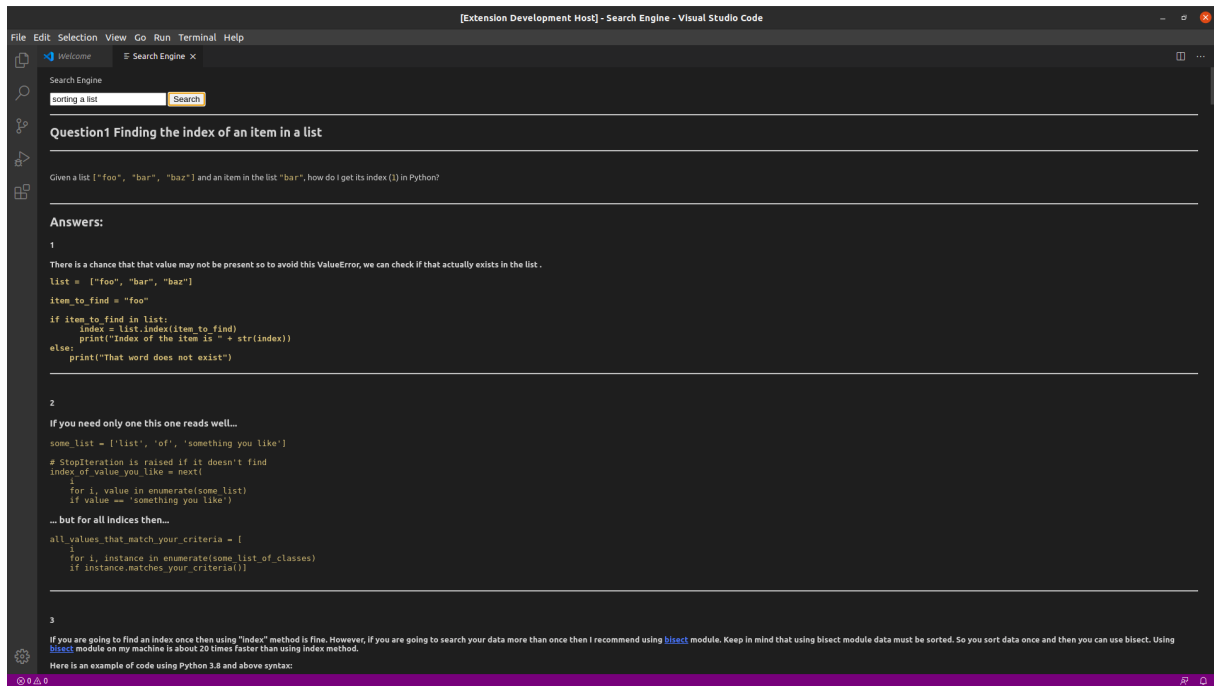 [Extension Development Host] - Search Engine - Visual Studio Code
File Edit Selection View Go Run Terminal Help
Welcome
Search Engine ×
Search Engine
sorting a list
Search
Question1 Finding the index of an item in a list
Given a list ["foo", "bar", "baz"] and an item in the list "bar", how do I get its index (1) in Python?
Answers:
1
There is a chance that that value may not be present so to avoid this ValueError, we can check if that actually exists in the list .
list =  ["foo", "bar", "baz"]
item_to_find = "foo"
if item_to_find in list:
      index = list.index(item_to_find)
      print("Index of the item is " + str(index))
else:
    print("That word does not exist")
2
If you need only one this one reads well...
some_list = ['list', 'of', 'something you like']
# StopIteration is raised if it doesn't find
index_of_value_you_like = next(
    i
    for i, value in enumerate(some_list)
    if value == 'something you like')
... but for all indices then...
all_values_that_match_your_criteria = [
    i
    for i, instance in enumerate(some_list_of_classes)
    if instance.matches_your_criteria()]
3
If you are going to find an index once then using "index" method is fine. However, if you are going to search your data more than once then I recommend using bisect module. Keep in mind that using bisect module data must be sorted. So you sort data once and then you can use bisect. Using
bisect module on my machine is about 20 times faster than using index method.
Here is an example of code using Python 3.8 and above syntax:
0 0